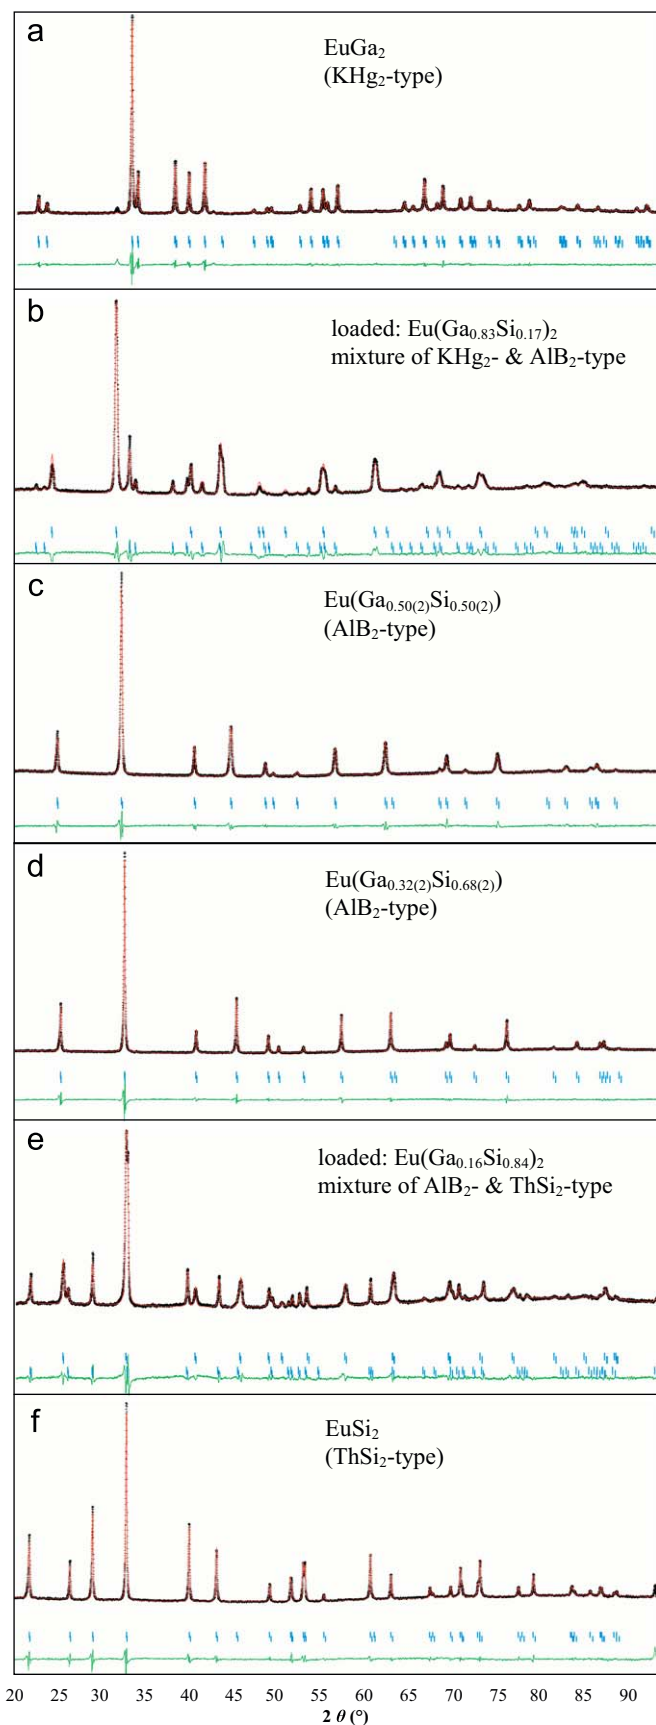 a
EuGa₂
(KHg₂-type)
b
loaded: Eu(Ga₀.₈₃Si₀.₁₇)₂
mixture of KHg₂- & AlB₂-type
c
Eu(Ga₀.₅₀₍₂₎Si₀.₅₀₍₂₎)
(AlB₂-type)
d
Eu(Ga₀.₃₂₍₂₎Si₀.₆₈₍₂₎)
(AlB₂-type)
e
loaded: Eu(Ga₀.₁₆Si₀.₈₄)₂
mixture of AlB₂- & ThSi₂-type
f
EuSi₂
(ThSi₂-type)
20 25 30 35 40 45 50 55 60 65 70 75 80 85 90
2 θ (°)